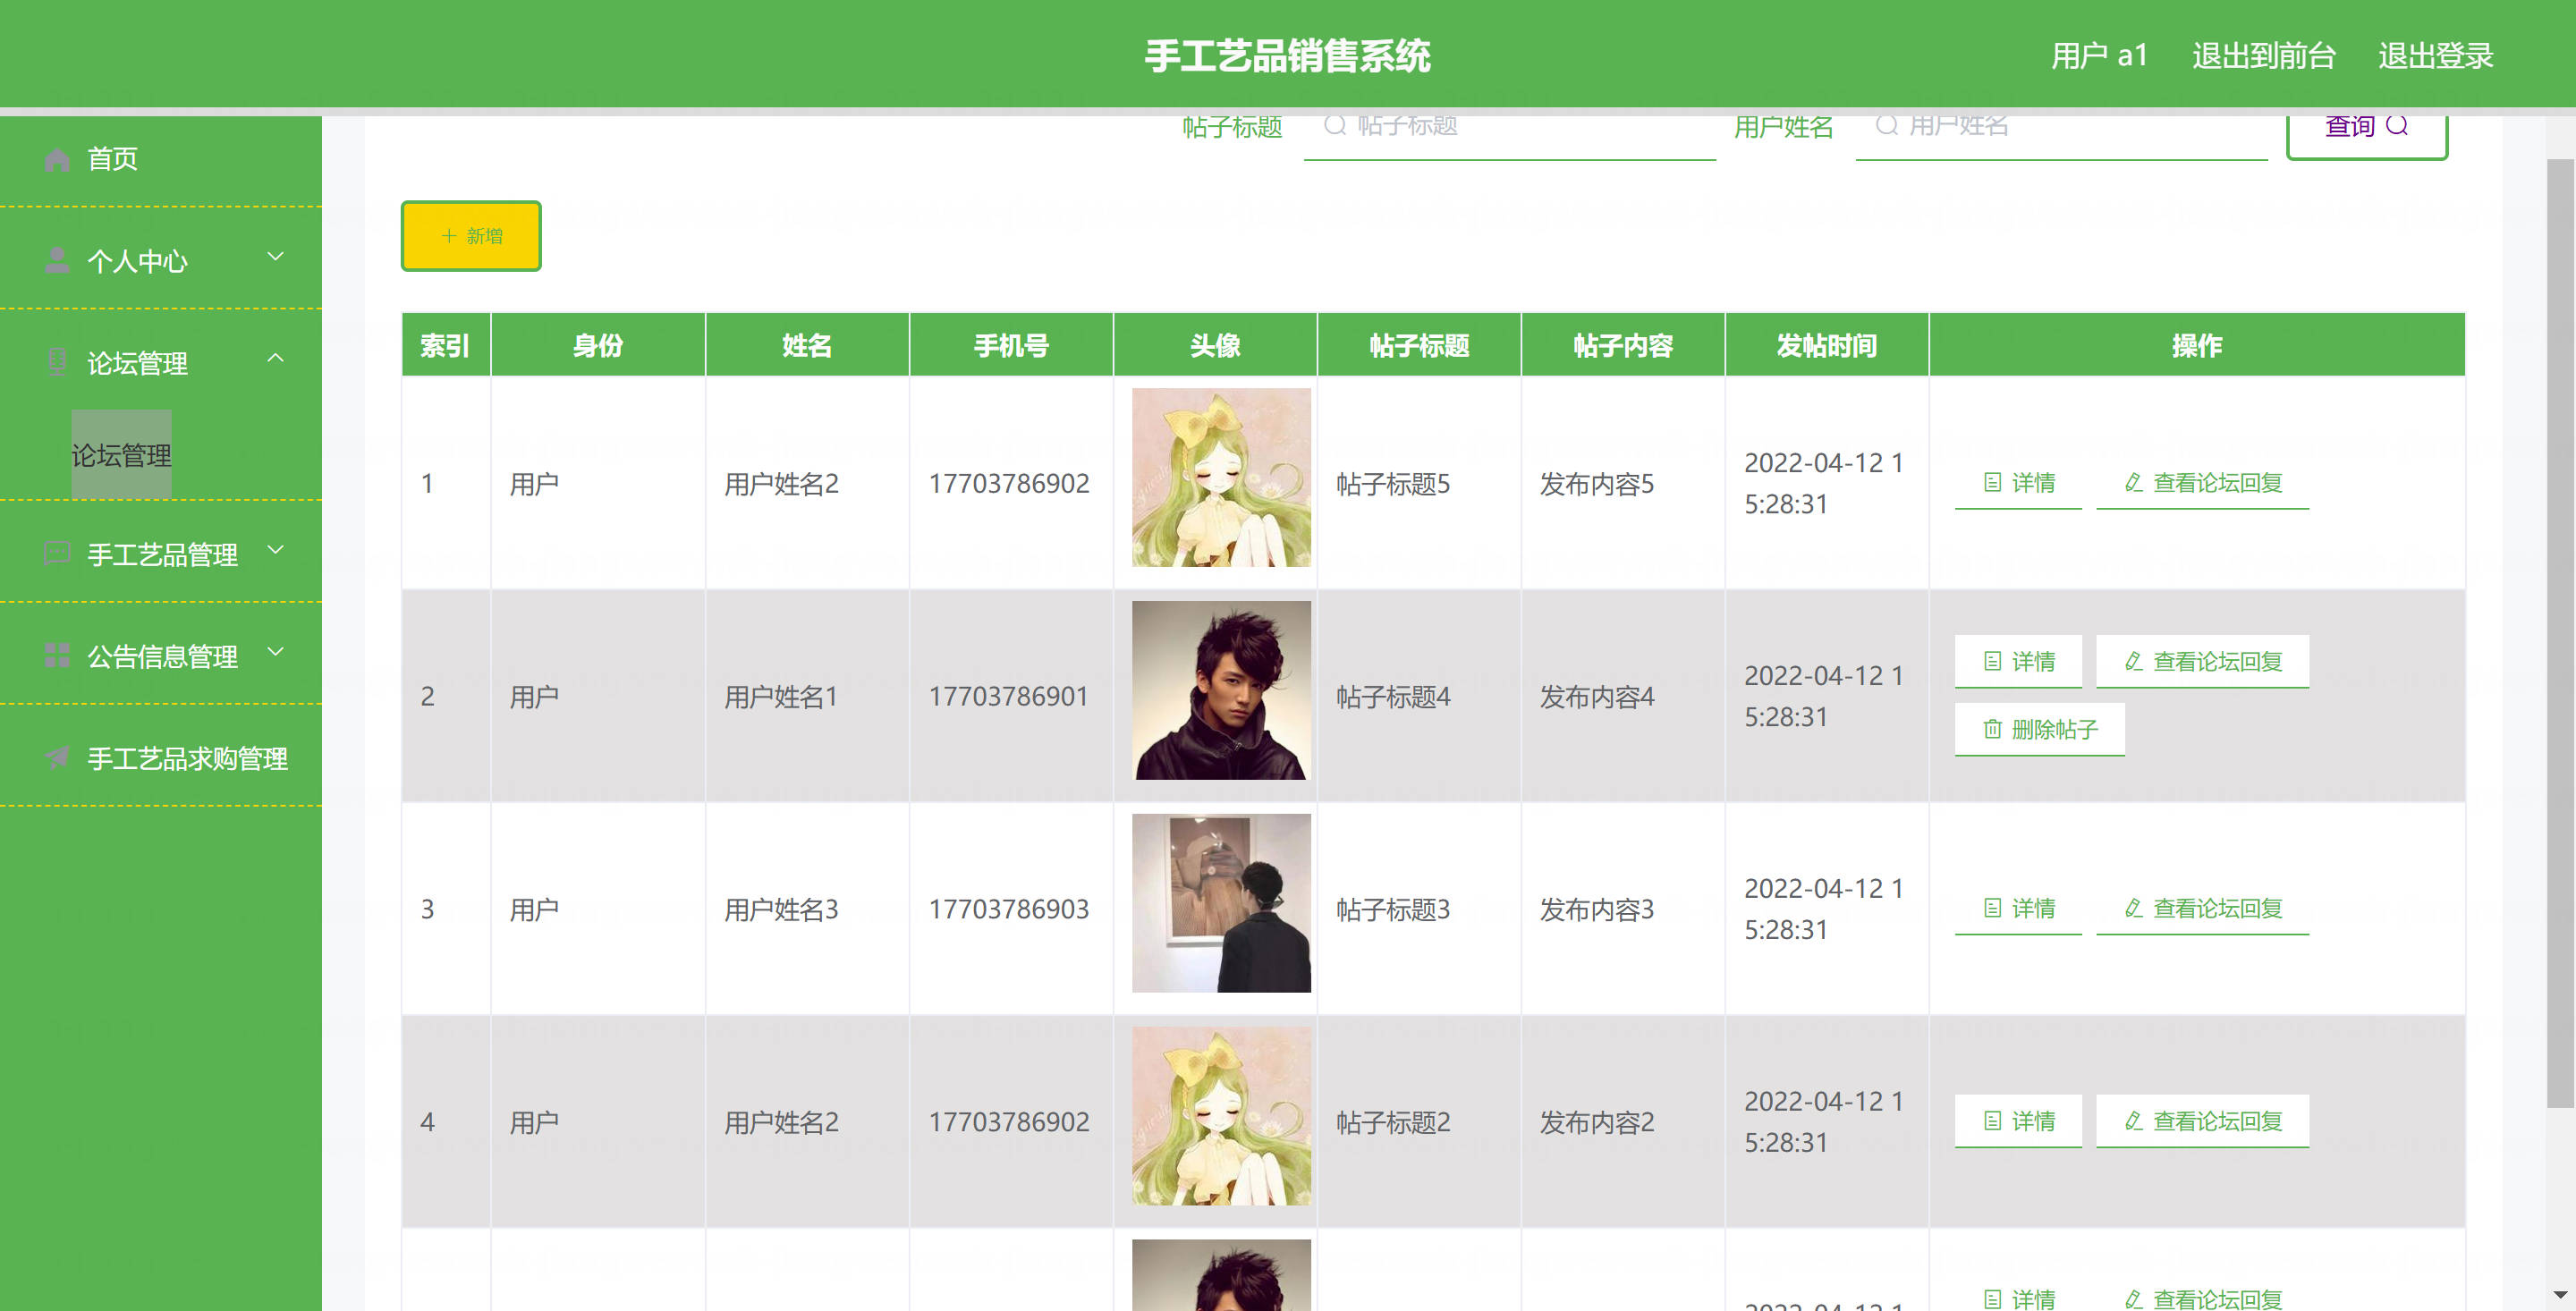 手工艺品销售系统
用户 a1 退出到前台 退出登录
帖子标题 帖子标题 用户姓名 用户姓名 查询
首页
个人中心
论坛管理
论坛管理
手工艺品管理
公告信息管理
手工艺品求购管理
新增
索引 身份 姓名 手机号 头像 帖子标题 帖子内容 发帖时间 操作
1 用户 用户姓名2 17703786902 帖子标题5 发布内容5 2022-04-12 1
5:28:31
详情 查看论坛回复
2 用户 用户姓名1 17703786901 帖子标题4 发布内容4 2022-04-12 1
5:28:31
详情 查看论坛回复
删除帖子
3 用户 用户姓名3 17703786903 帖子标题3 发布内容3 2022-04-12 1
5:28:31
详情 查看论坛回复
4 用户 用户姓名2 17703786902 帖子标题2 发布内容2 2022-04-12 1
5:28:31
详情 查看论坛回复
2022-04-12 1
详情 查看论坛回复